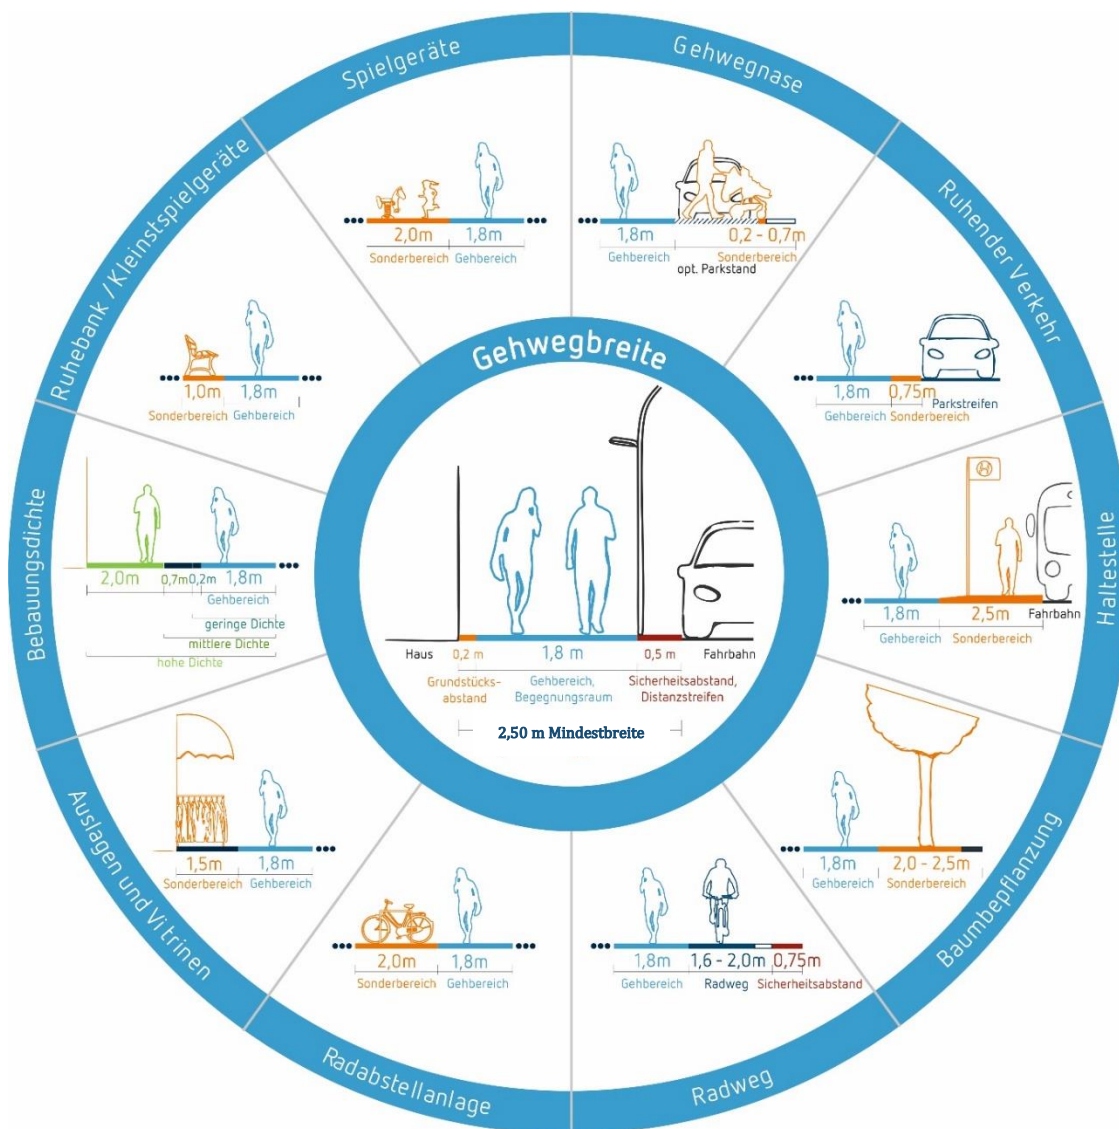 Gehwegbreite
Haus
0,2 m
1,8 m
0,5 m
Fahrbahn
Grundstücks-
abstand
Gehbereich,
Begegnungsraum
Sicherheitsabstand,
Distanzstreifen
2,50 m Mindestbreite
Gehwegnase
1,8m
0,2 - 0,7m
Gehbereich
Sonderbereich
opt. Parkstand
Ruhender Verkehr
1,8m
0,75m
Parkstreifen
Gehbereich
Sonderbereich
Haltestelle
H
1,8m
2,5m
Fahrbahn
Gehbereich
Sonderbereich
Baumbepflanzung
1,8m
2,0 - 2,5m
Gehbereich
Sonderbereich
Radweg
1,8m
1,6 - 2,0m
0,75m
Gehbereich
Radweg
Sicherheitsabstand
Radabstellanlage
2,0m
1,8m
Sonderbereich
Gehbereich
Auslagen und Vitrinen
1,5m
1,8m
Sonderbereich
Gehbereich
Bebauungsdichte
2,0m
0,7m
0,2m
1,8m
Gehbereich
geringe Dichte
mittlere Dichte
hohe Dichte
Ruhebank / Kleinstspielgeräte
1,0m
1,8m
Sonderbereich
Gehbereich
Spielgeräte
2,0m
1,8m
Sonderbereich
Gehbereich